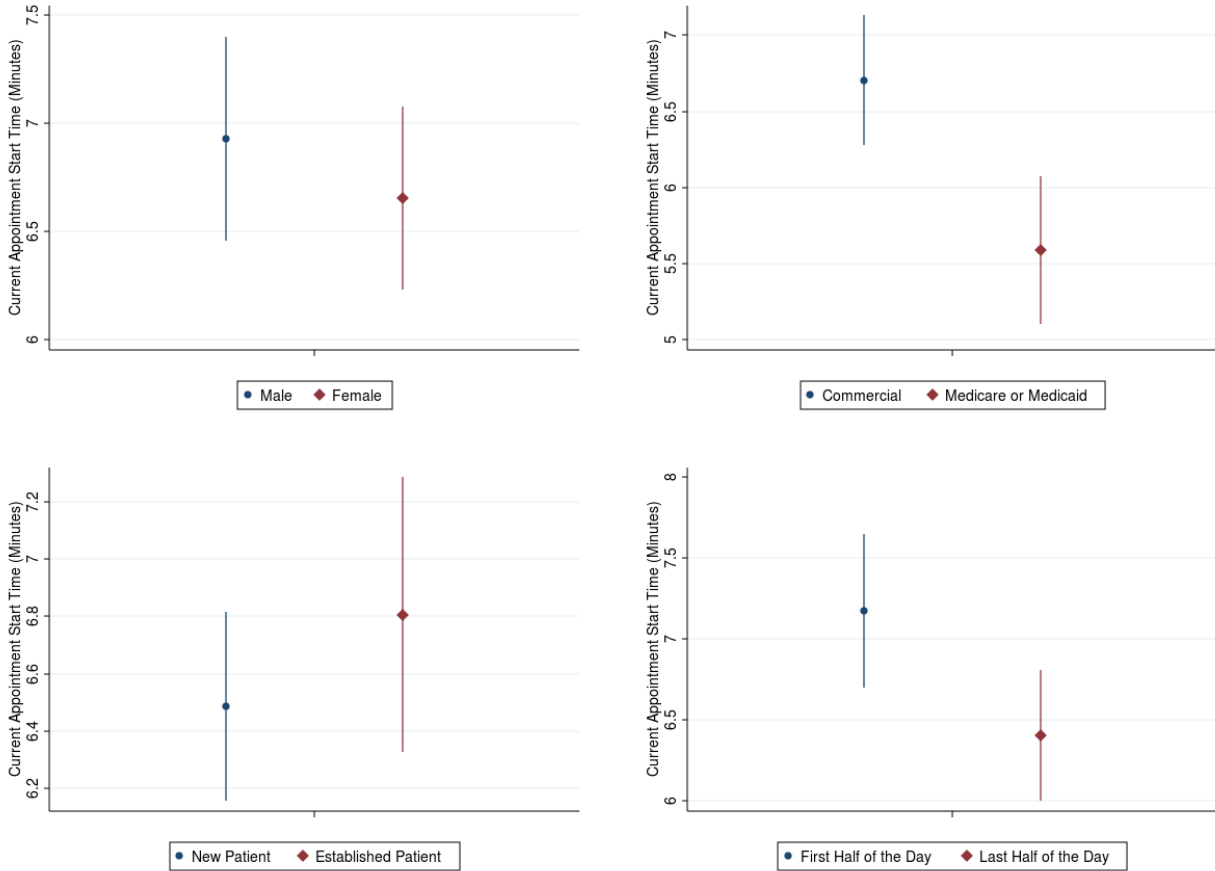 Current Appointment Start Time (Minutes)
7.5
7
6.5
6
Male Female
Current Appointment Start Time (Minutes)
7
6.5
6
5.5
5
Commercial Medicare or Medicaid
Current Appointment Start Time (Minutes)
7.2
7
6.8
6.6
6.4
6.2
New Patient Established Patient
Current Appointment Start Time (Minutes)
8
7.5
7
6.5
6
First Half of the Day Last Half of the Day